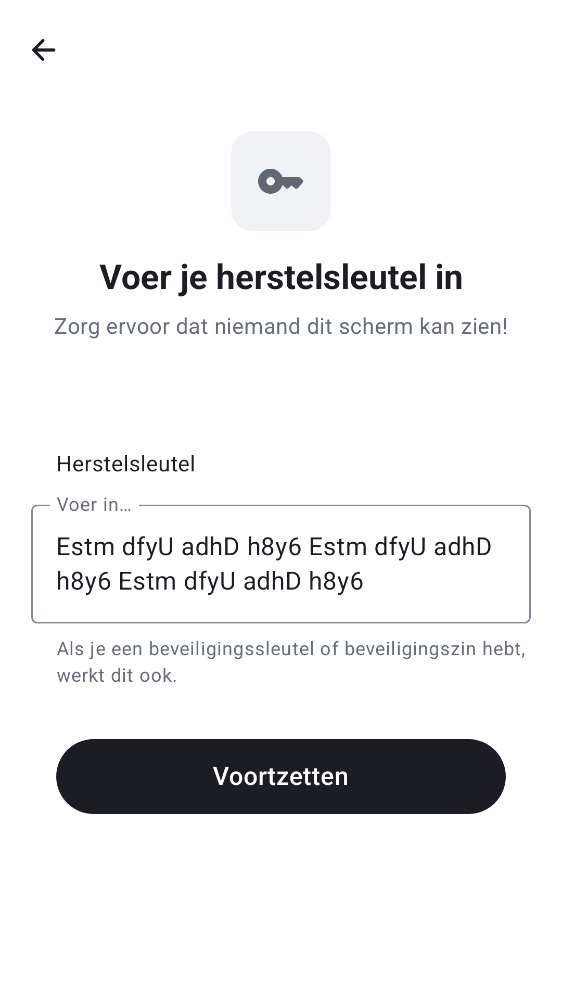 Voer je herstelsleutel in
Zorg ervoor dat niemand dit scherm kan zien!
Herstelsleutel
Voer in…
Estm dfyU adhD h8y6 Estm dfyU adhD
h8y6 Estm dfyU adhD h8y6
Als je een beveiligingssleutel of beveiligingszin hebt,
werkt dit ook.
Voortzetten